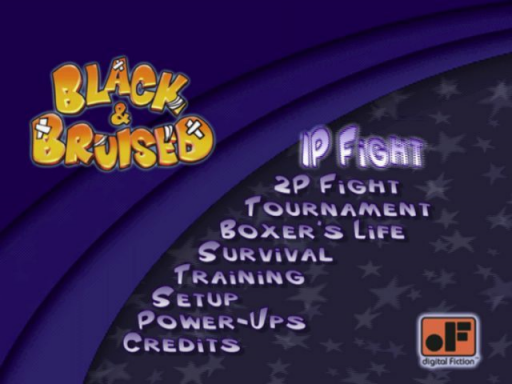 BLACK
&
BRUISED
1P FIGHT
2P FIGHT
TOURNAMENT
BOXER'S LIFE
SURVIVAL
TRAINING
SETUP
POWER-UPS
CREDITS
DF
digital Fiction